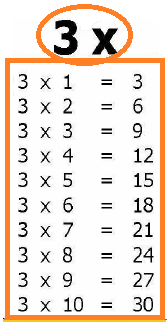 3 x
3 x 1 = 3
3 x 2 = 6
3 x 3 = 9
3 x 4 = 12
3 x 5 = 15
3 x 6 = 18
3 x 7 = 21
3 x 8 = 24
3 x 9 = 27
3 x 10 = 30